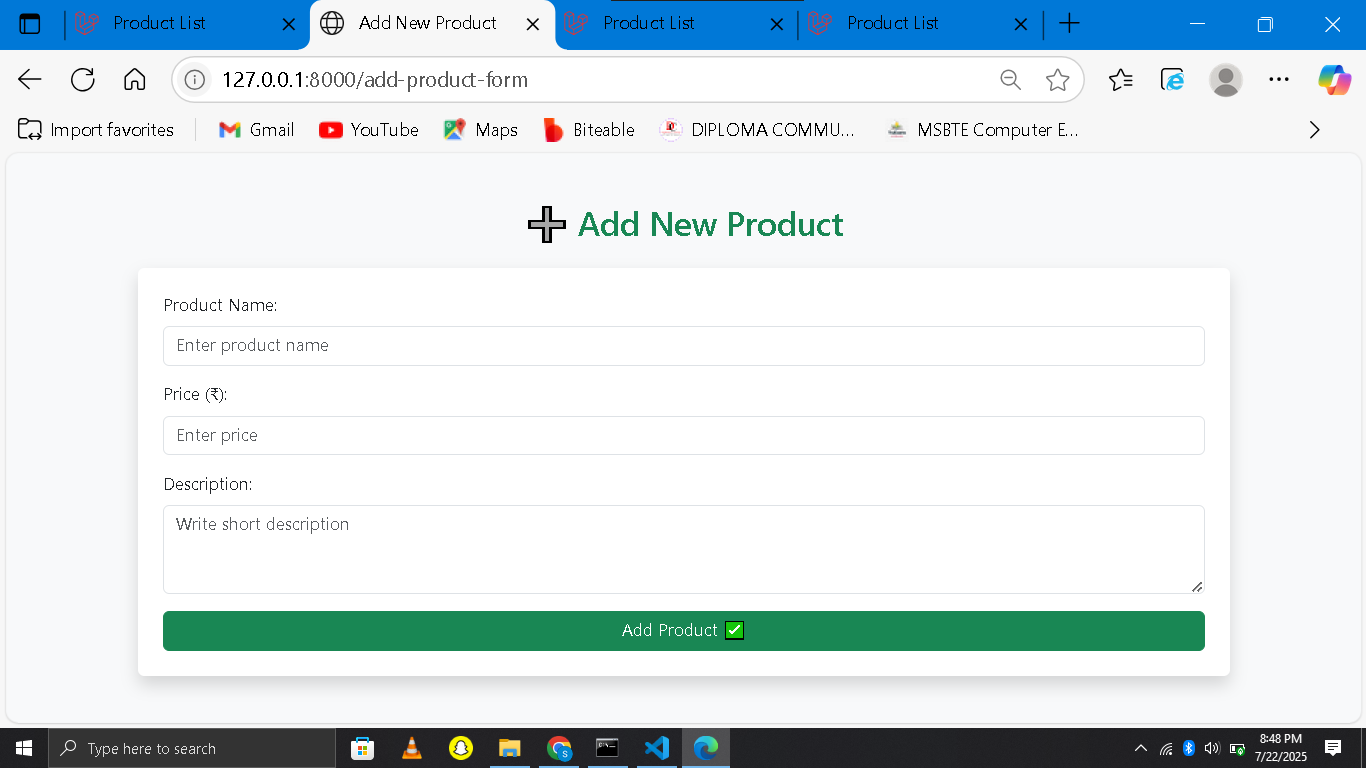 Product List
Add New Product
Product List
Product List
127.0.0.1:8000/add-product-form
Import favorites
Gmail
YouTube
Maps
Biteable
DIPLOMA COMMU...
MSBTE Computer E...
Add New Product
Product Name:
Enter product name
Price (₹):
Enter price
Description:
Write short description
Add Product ✅
Type here to search
8:48 PM
7/22/2025